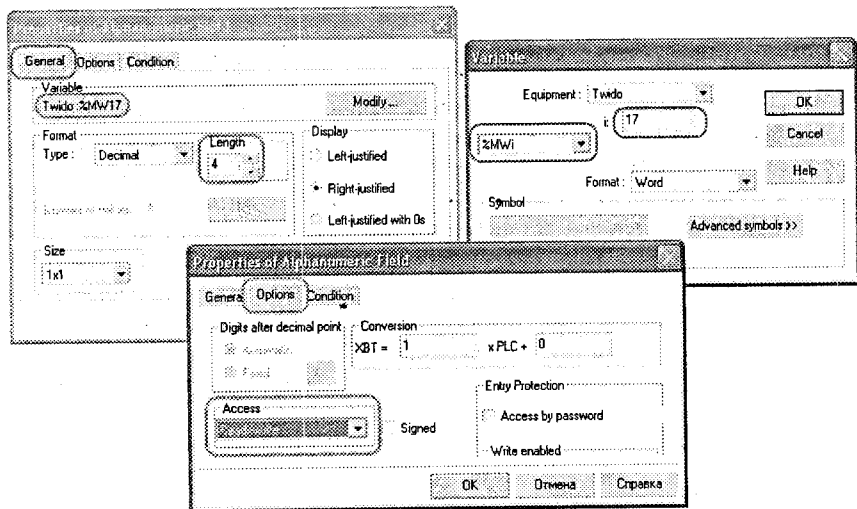 General Options Condition
Variable
Twido:%MW17
Modify...
Format
Type: Decimal
Length
4
Display
Left-justified
Right-justified
Left-justified with 0s
Size
1x1
Variable
Equipment: Twido
%MWi
i: 17
Format: Word
Symbol
Advanced symbols >>
OK
Cancel
Help
Properties of Alphanumeric Field
General Options Condition
Digits after decimal point
Conversion
XBT = 1 x PLC + 0
Access
Signed
Entry Protection
Access by password
Write enabled
OK Отмена Справка